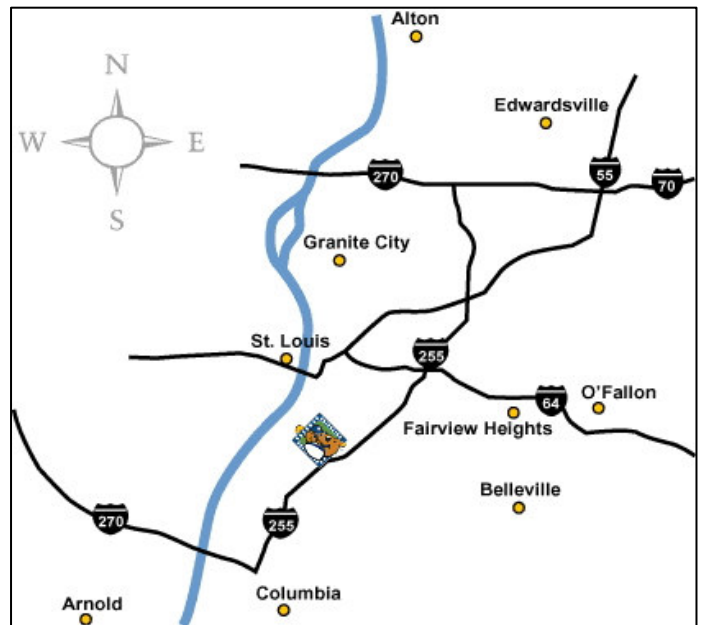 Alton
N
Edwardsville
W
E
270
55
70
S
Granite City
St. Louis
255
64
O'Fallon
Fairview Heights
Belleville
270
255
Columbia
Arnold